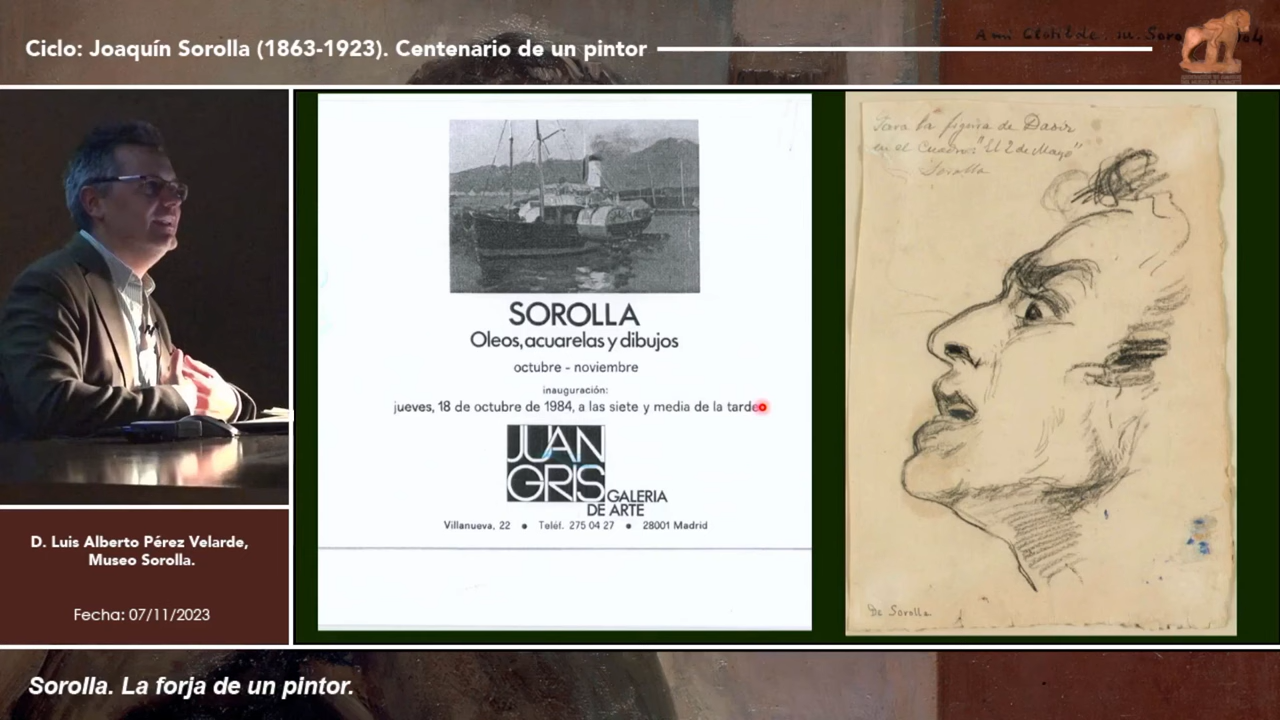 Ciclo: Joaquín Sorolla (1863-1923). Centenario de un pintor
A mi Clotilde
SOROLLA
Oleos, acuarelas y dibujos
octubre - noviembre
inauguración:
jueves, 18 de octubre de 1984, a las siete y media de la tarde
JUAN
GRIS GALERIA
DE ARTE
Villanueva, 22 • Teléf. 275 04 27 • 28001 Madrid
Para la figura de Daoiz
en el Cuadro: "El 2 de Mayo"
Sorolla
De Sorolla
D. Luis Alberto Pérez Velarde,
Museo Sorolla.
Fecha: 07/11/2023
Sorolla. La forja de un pintor.